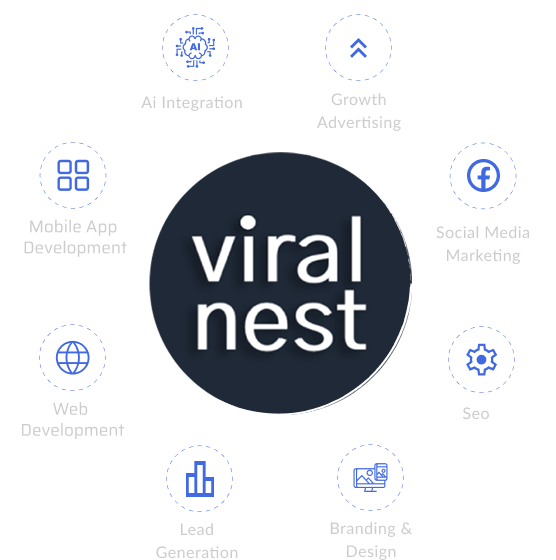 AI
Ai Integration
Growth
Advertising
Mobile App
Development
Social Media
Marketing
viral
nest
Web
Development
Seo
Lead
Generation
Branding &
Design